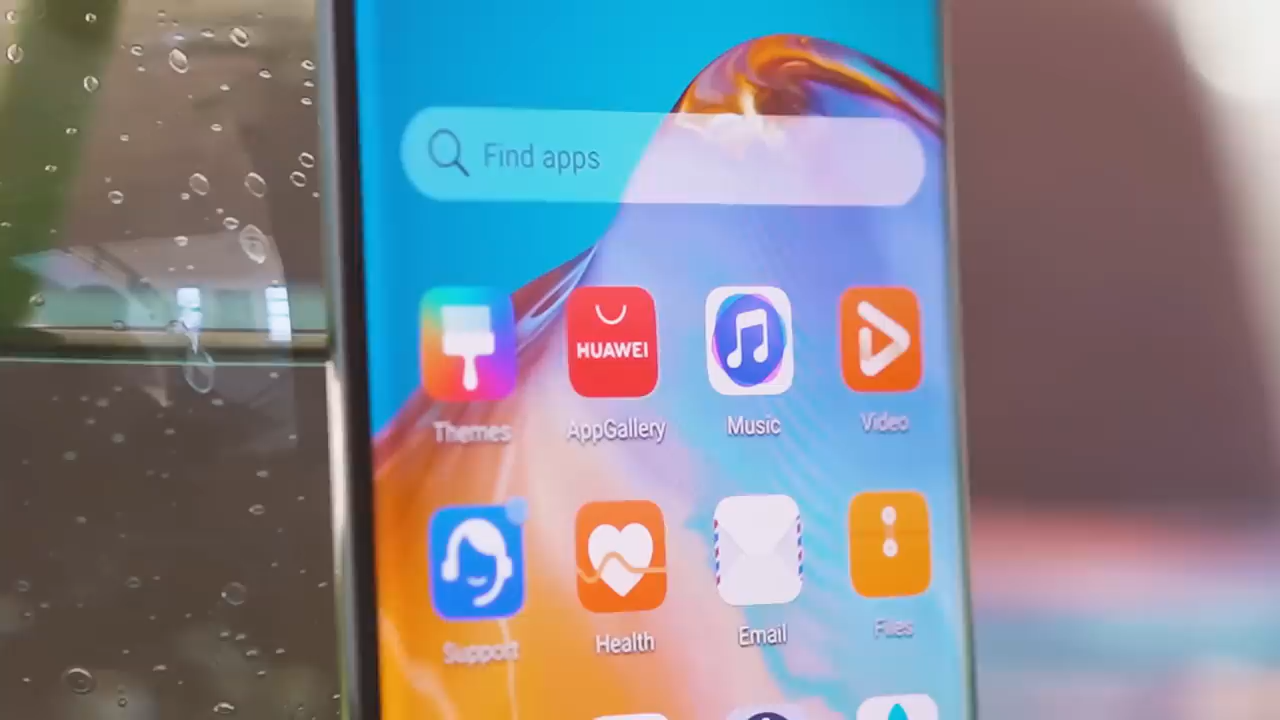 Find apps
HUAWEI
Themes AppGallery Music Video
Support Health Email Files